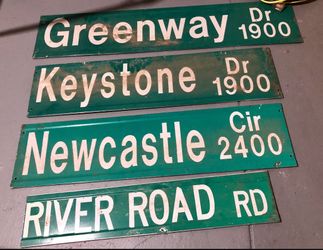 Greenway Dr 1900
Keystone Dr 1900
Newcastle Cir 2400
RIVER ROAD RD